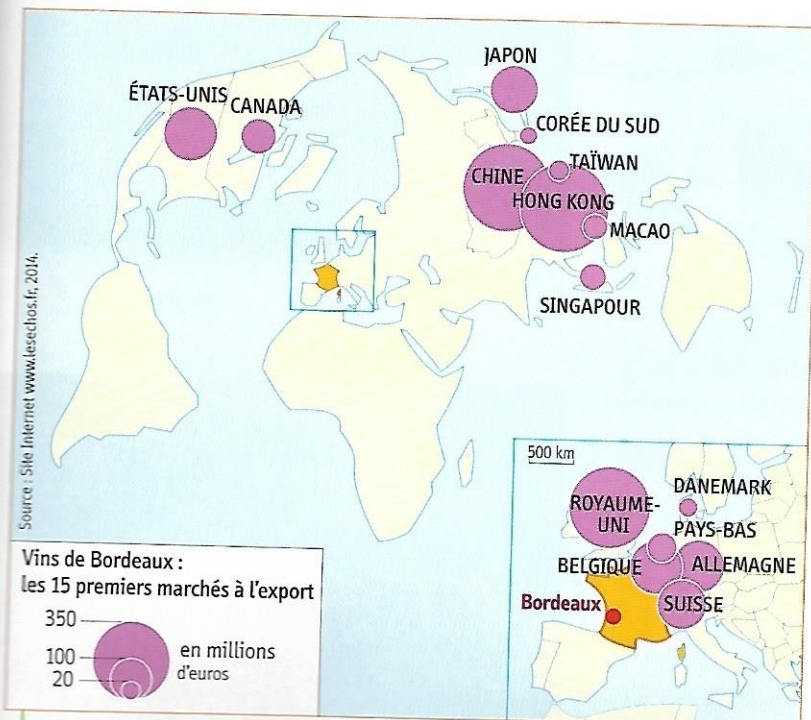 JAPON
ÉTATS-UNIS
CANADA
CORÉE DU SUD
TAÏWAN
CHINE
HONG KONG
MACAO
SINGAPOUR
Source : Site Internet www.lesechos.fr, 2014.
500 km
DANEMARK
ROYAUME-
UNI
PAYS-BAS
BELGIQUE
ALLEMAGNE
Bordeaux
SUISSE
Vins de Bordeaux :
les 15 premiers marchés à l'export
350
100
20
en millions
d'euros